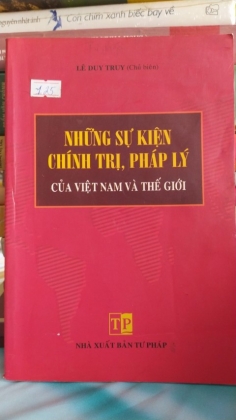 Con chim xanh biếc bay về
LÊ DUY TRUY (Chủ biên)
NHỮNG SỰ KIỆN
CHÍNH TRỊ, PHÁP LÝ
CỦA VIỆT NAM VÀ THẾ GIỚI
TP
NHÀ XUẤT BẢN TƯ PHÁP